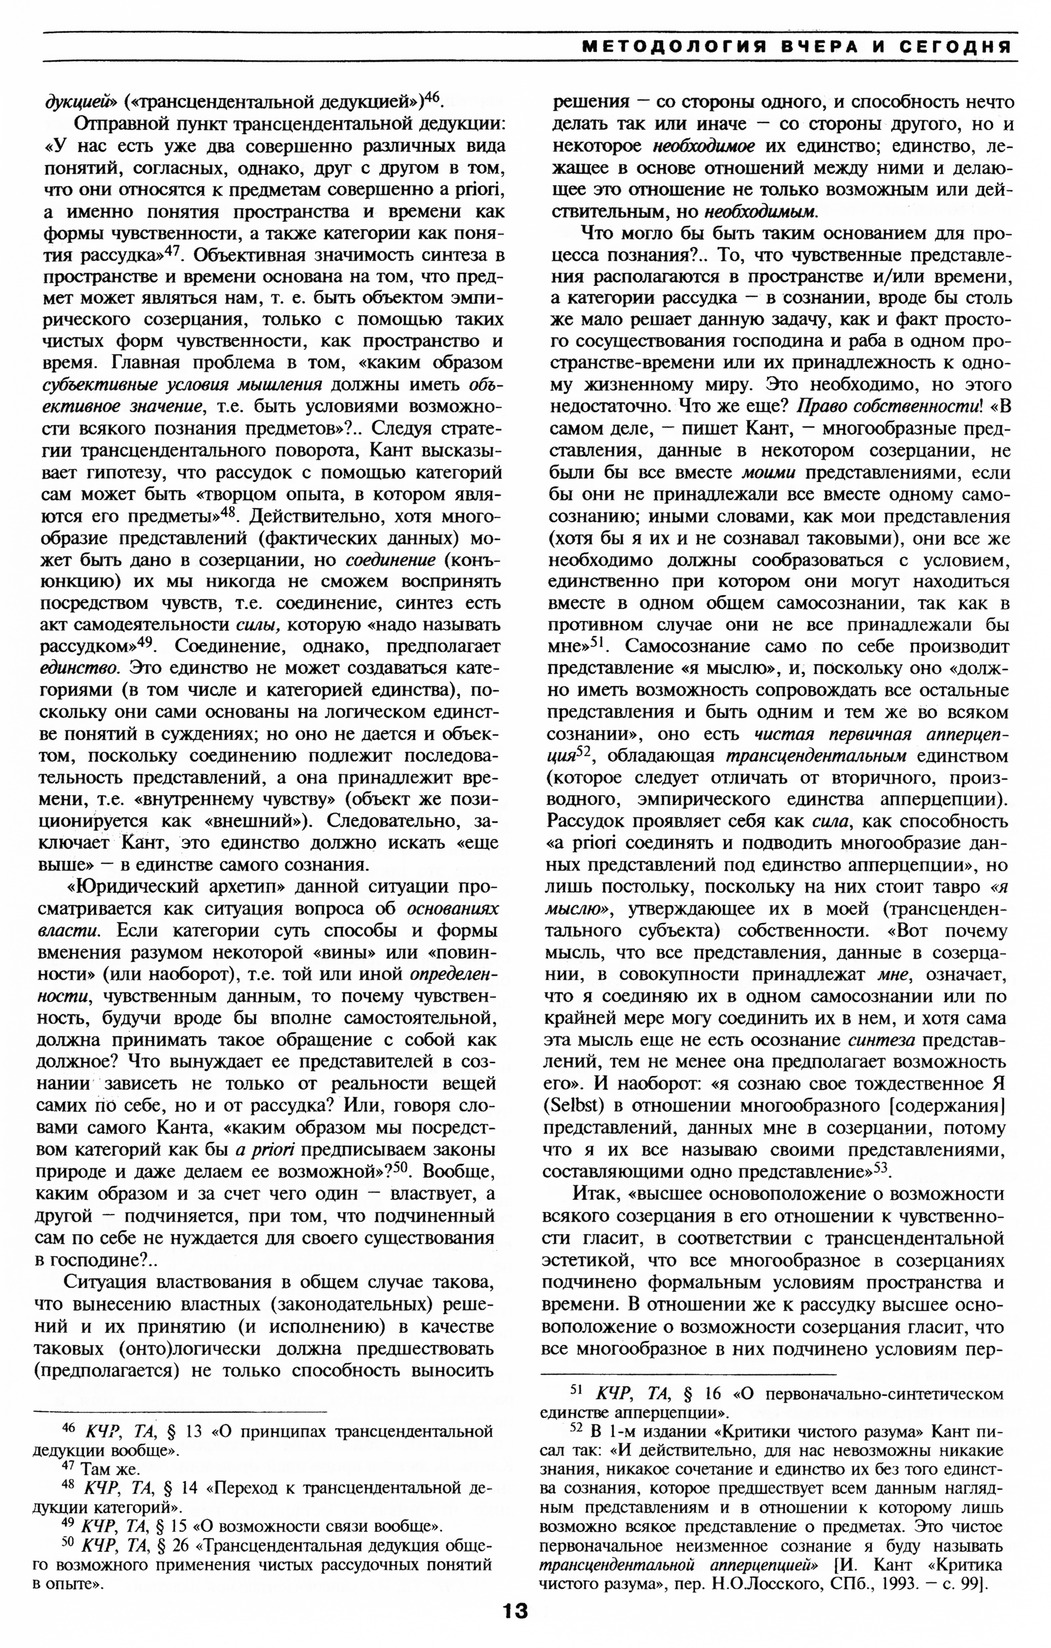 МЕТОДОЛОГИЯ ВЧЕРА И СЕГОДНЯ
дукцией» («трансцендентальной дедукцией»)46.
Отправной пункт трансцендентальной дедукции:
«У нас есть уже два совершенно различных вида
понятий, согласных, однако, друг с другом в том,
что они относятся к предметам совершенно a priori,
а именно понятия пространства и времени как
формы чувственности, а также категории как поня-
тия рассудка»47. Объективная значимость синтеза в
пространстве и времени основана на том, что пред-
мет может являться нам, т. е. быть объектом эмпи-
рического созерцания, только с помощью таких
чистых форм чувственности, как пространство и
время. Главная проблема в том, «каким образом
субъективные условия мышления должны иметь объ-
ективное значение, т.е. быть условиями возможно-
сти всякого познания предметов»?.. Следуя страте-
гии трансцендентального поворота, Кант высказы-
вает гипотезу, что рассудок с помощью категорий
сам может быть «творцом опыта, в котором явля-
ются его предметы»48. Действительно, хотя много-
образие представлений (фактических данных) мо-
жет быть дано в созерцании, но соединение (конъ-
юнкцию) их мы никогда не сможем воспринять
посредством чувств, т.е. соединение, синтез есть
акт самодеятельности силы, которую «надо называть
рассудком»49. Соединение, однако, предполагает
единство. Это единство не может создаваться кате-
гориями (в том числе и категорией единства), по-
скольку они сами основаны на логическом единст-
ве понятий в суждениях; но оно не дается и объек-
том, поскольку соединению подлежит последова-
тельность представлений, а она принадлежит вре-
мени, т.е. «внутреннему чувству» (объект же пози-
ционируется как «внешний»). Следовательно, за-
ключает Кант, это единство должно искать «еще
выше» — в единстве самого сознания.
«Юридический архетип» данной ситуации про-
сматривается как ситуация вопроса об основаниях
власти. Если категории суть способы и формы
вменения разумом некоторой «вины» или «повин-
ности» (или наоборот), т.е. той или иной определен-
ности, чувственным данным, то почему чувствен-
ность, будучи вроде бы вполне самостоятельной,
должна принимать такое обращение с собой как
должное? Что вынуждает ее представителей в соз-
нании зависеть не только от реальности вещей
самих по себе, но и от рассудка? Или, говоря сло-
вами самого Канта, «каким образом мы посредст-
вом категорий как бы a priori предписываем законы
природе и даже делаем ее возможной»?50. Вообще,
каким образом и за счет чего один — властвует, а
другой — подчиняется, при том, что подчиненный
сам по себе не нуждается для своего существования
в господине?..
Ситуация властвования в общем случае такова,
что вынесению властных (законодательных) реше-
ний и их принятию (и исполнению) в качестве
таковых (онто)логически должна предшествовать
(предполагается) не только способность выносить
46 КЧР, ТА, § 13 «О принципах трансцендентальной
дедукции вообще».
47 Там же.
48 КЧР, ТА, § 14 «Переход к трансцендентальной де-
дукции категорий».
49 КЧР, ТА, § 15 «О возможности связи вообще».
50 КЧР, ТА, § 26 «Трансцендентальная дедукция обще-
го возможного применения чистых рассудочных понятий
в опыте».
решения — со стороны одного, и способность нечто
делать так или иначе — со стороны другого, но и
некоторое необходимое их единство; единство, ле-
жащее в основе отношений между ними и делаю-
щее это отношение не только возможным или дей-
ствительным, но необходимым.
Что могло бы быть таким основанием для про-
цесса познания?.. То, что чувственные представле-
ния располагаются в пространстве и/или времени,
а категории рассудка — в сознании, вроде бы столь
же мало решает данную задачу, как и факт просто-
го сосуществования господина и раба в одном про-
странстве-времени или их принадлежность к одно-
му жизненному миру. Это необходимо, но этого
недостаточно. Что же еще? Право собственности! «В
самом деле, — пишет Кант, — многообразные пред-
ставления, данные в некотором созерцании, не
были бы все вместе моими представлениями, если
бы они не принадлежали все вместе одному само-
сознанию; иными словами, как мои представления
(хотя бы я их и не сознавал таковыми), они все же
необходимо должны сообразоваться с условием,
единственно при котором они могут находиться
вместе в одном общем самосознании, так как в
противном случае они не все принадлежали бы
мне»51. Самосознание само по себе производит
представление «я мыслю», и, поскольку оно «долж-
но иметь возможность сопровождать все остальные
представления и быть одним и тем же во всяком
сознании», оно есть чистая первичная апперцеп-
ция52, обладающая трансцендентальным единством
(которое следует отличать от вторичного, произ-
водного, эмпирического единства апперцепции).
Рассудок проявляет себя как сила, как способность
«a priori соединять и подводить многообразие дан-
ных представлений под единство апперцепции», но
лишь постольку, поскольку на них стоит тавро «я
мыслю», утверждающее их в моей (трансценден-
тального субъекта) собственности. «Вот почему
мысль, что все представления, данные в созерца-
нии, в совокупности принадлежат мне, означает,
что я соединяю их в одном самосознании или по
крайней мере могу соединить их в нем, и хотя сама
эта мысль еще не есть осознание синтеза представ-
лений, тем не менее она предполагает возможность
его». И наоборот: «я сознаю свое тождественное Я
(Selbst) в отношении многообразного [содержания]
представлений, данных мне в созерцании, потому
что я их все называю своими представлениями,
составляющими одно представление»53.
Итак, «высшее основоположение о возможности
всякого созерцания в его отношении к чувственно-
сти гласит, в соответствии с трансцендентальной
эстетикой, что все многообразное в созерцаниях
подчинено формальным условиям пространства и
времени. В отношении же к рассудку высшее осно-
воположение о возможности созерцания гласит, что
все многообразное в них подчинено условиям пер-
51 КЧР, ТА, § 16 «О первоначально-синтетическом
единстве апперцепции».
52 В 1-м издании «Критики чистого разума» Кант пи-
сал так: «И действительно, для нас невозможны никакие
знания, никакое сочетание и единство их без того единст-
ва сознания, которое предшествует всем данным нагляд-
ным представлениям и в отношении к которому лишь
возможно всякое представление о предметах. Это чистое
первоначальное неизменное сознание я буду называть
трансцендентальной апперцепцией» [И. Кант «Критика
чистого разума», пер. Н.О.Лосского, СПб., 1993. — с. 99].
13